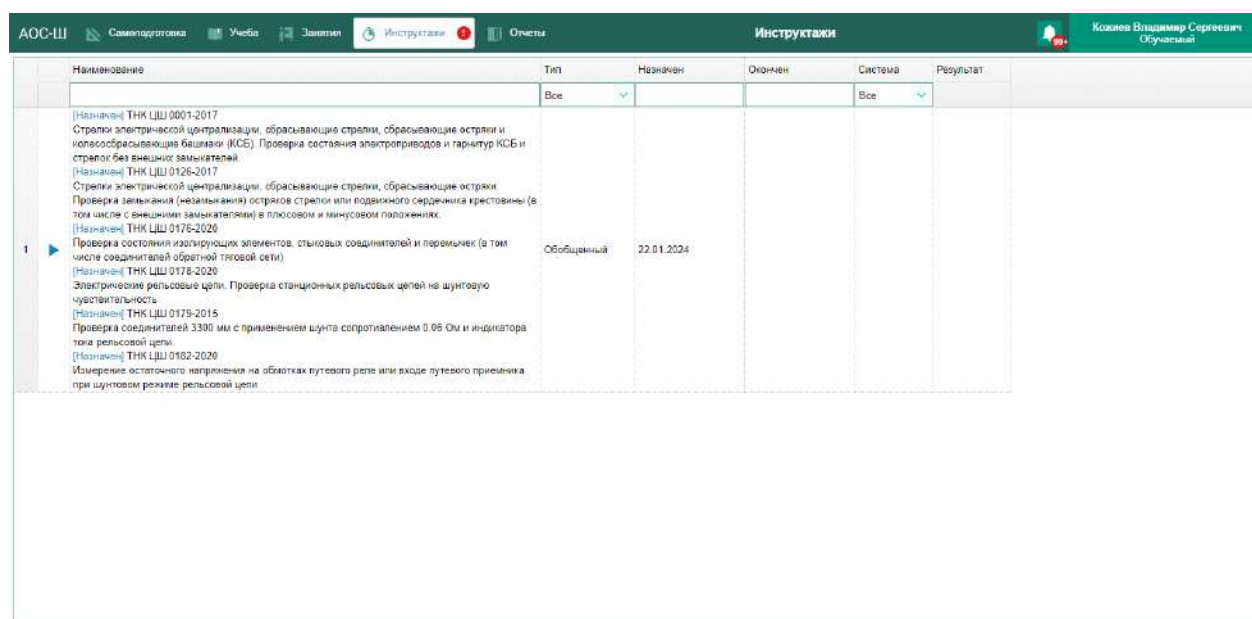 АОС-Ш Самоподготовка Учеба Занятия Инструктажи ! Отчеты Инструктажи 99+ Кожиев Владимир Сергеевич
Обучаемый
Наименование Тип Назначен Окончен Система Результат
Все Все
[Назначен] ТНК ЦШ 0001-2017
Стрелки электрической централизации, сбрасывающие стрелки, сбрасывающие остряки и
колесосбрасывающие башмаки (КСБ). Проверка состояния электроприводов и гарнитур КСБ и
стрелок без внешних замыкателей.
[Назначен] ТНК ЦШ 0126-2017
Стрелки электрической централизации, сбрасывающие стрелки, сбрасывающие остряки.
Проверка замыкания (незамыкания) остряков стрелки или подвижного сердечника крестовины (в
том числе с внешними замыкателями) в плюсовом и минусовом положениях.
[Назначен] ТНК ЦШ 0176-2020
1 Проверка состояния изолирующих элементов, стыковых соединителей и перемычек (в том Обобщенный 22.01.2024
числе соединителей обратной тяговой сети)
[Назначен] ТНК ЦШ 0178-2020
Электрические рельсовые цепи. Проверка станционных рельсовых цепей на шунтовую
чувствительность
[Назначен] ТНК ЦШ 0179-2015
Проверка соединителей 3300 мм с применением шунта сопротивлением 0,06 Ом и индикатора
тока рельсовой цепи.
[Назначен] ТНК ЦШ 0182-2020
Измерение остаточного напряжения на обмотках путевого реле или входе путевого приемника
при шунтовом режиме рельсовой цепи.